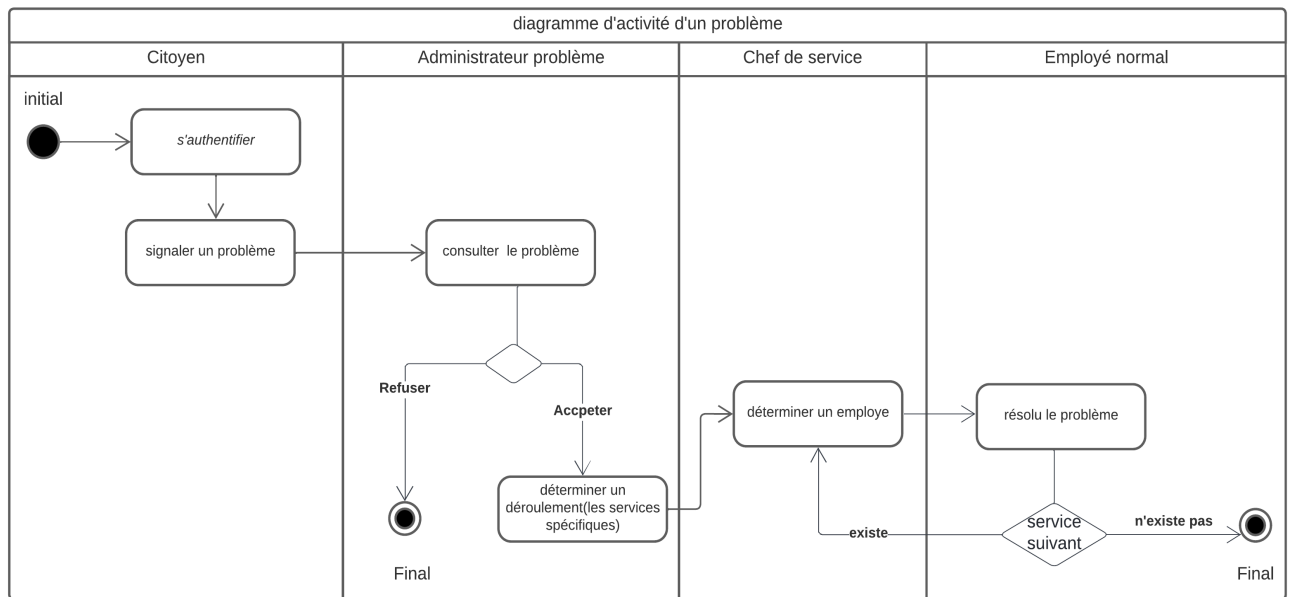 diagramme d'activité d'un problème
Citoyen
Administrateur problème
Chef de service
Employé normal
initial
s'authentifier
signaler un problème
consulter le problème
Refuser
Accpeter
déterminer un employe
résolu le problème
déterminer un
déroulement(les services
spécifiques)
service
suivant
existe
n'existe pas
Final
Final